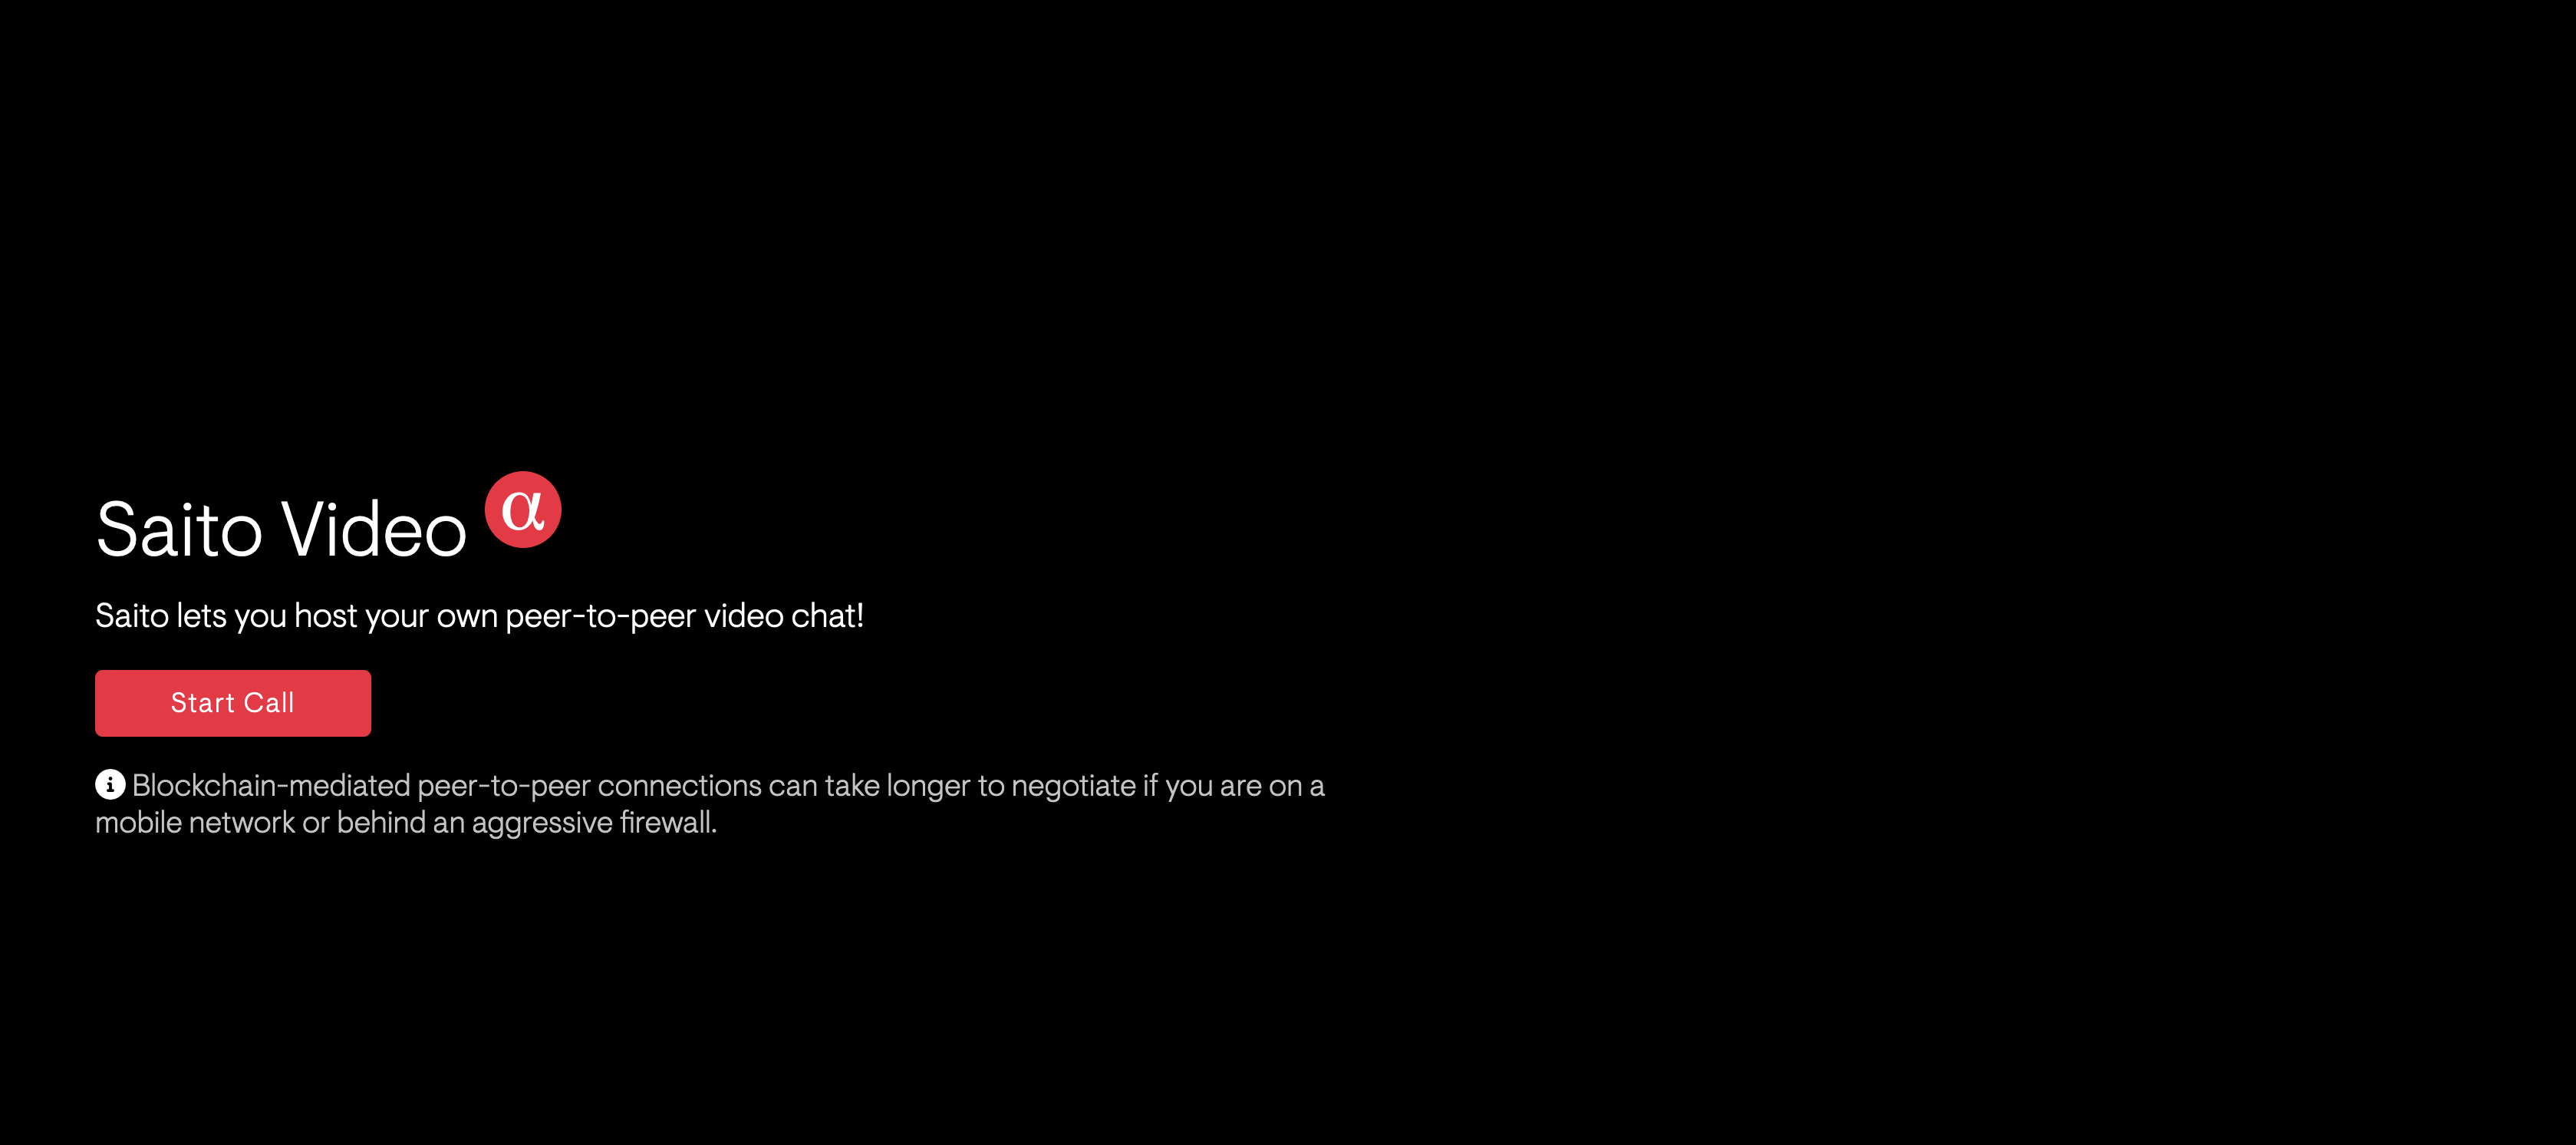 Saito Video α
Saito lets you host your own peer-to-peer video chat!
Start Call
Blockchain-mediated peer-to-peer connections can take longer to negotiate if you are on a
mobile network or behind an aggressive firewall.